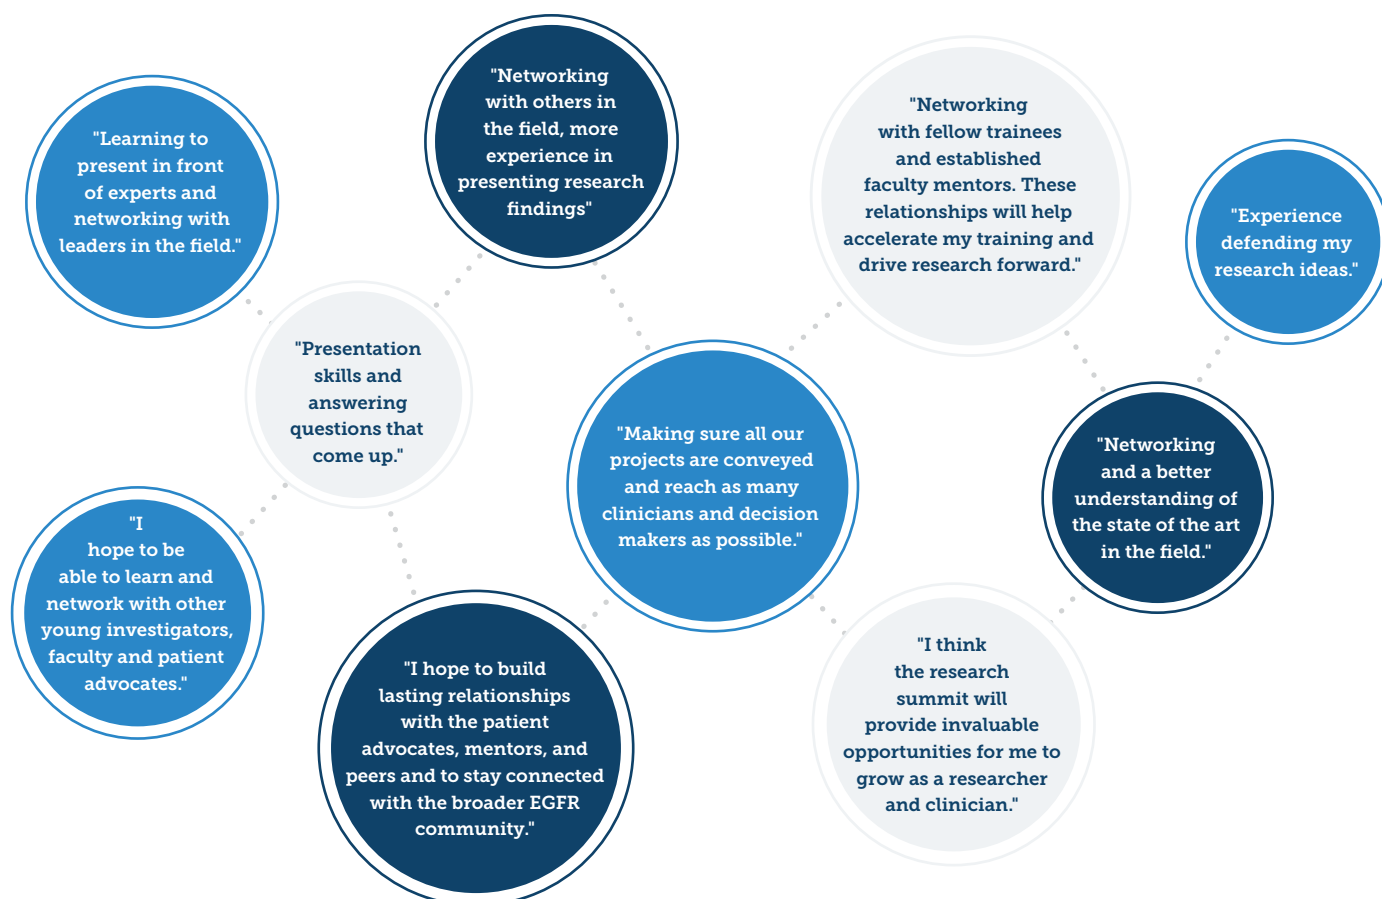 "Learning to
present in front
of experts and
networking with
leaders in the field."
"Networking
with others in
the field, more
experience in
presenting research
findings"
"Networking
with fellow trainees
and established
faculty mentors. These
relationships will help
accelerate my training and
drive research forward."
"Experience
defending my
research ideas."
"Presentation
skills and
answering
questions that
come up."
"Making sure all our
projects are conveyed
and reach as many
clinicians and decision
makers as possible."
"Networking
and a better
understanding of
the state of the art
in the field."
"I
hope to be
able to learn and
network with other
young investigators,
faculty and patient
advocates."
"I hope to build
lasting relationships
with the patient
advocates, mentors, and
peers and to stay connected
with the broader EGFR
community."
"I think
the research
summit will
provide invaluable
opportunities for me to
grow as a researcher
and clinician."